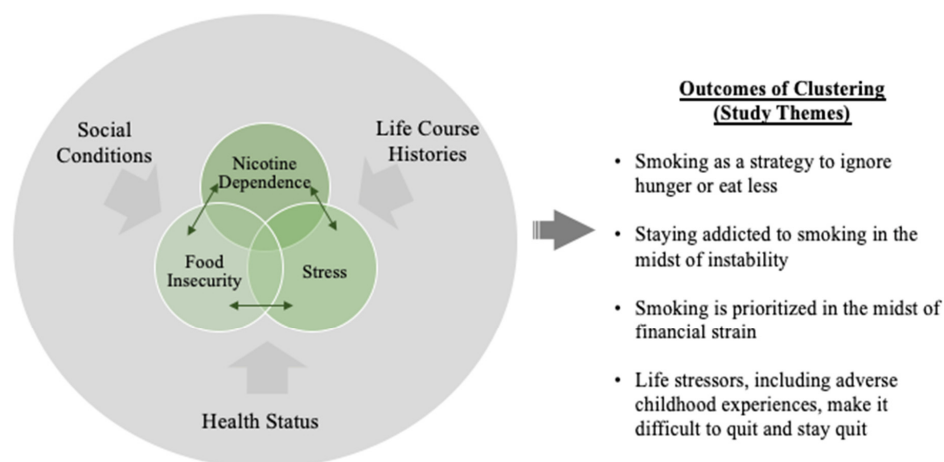 Social
Conditions
Life Course
Histories
Nicotine
Dependence
Food
Insecurity
Stress
Health Status
Outcomes of Clustering
(Study Themes)
• Smoking as a strategy to ignore
hunger or eat less
• Staying addicted to smoking in the
midst of instability
• Smoking is prioritized in the midst of
financial strain
• Life stressors, including adverse
childhood experiences, make it
difficult to quit and stay quit